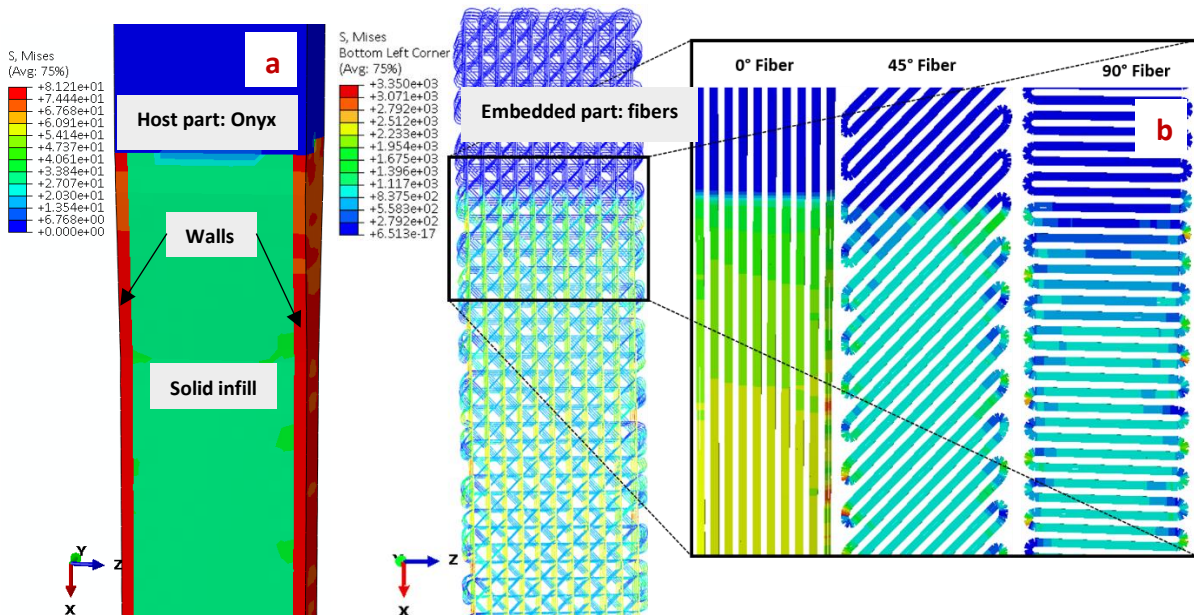 S, Mises
(Avg: 75%)
+8.121e+01
+7.444e+01
+6.768e+01
+6.091e+01
+5.414e+01
+4.737e+01
+4.061e+01
+3.384e+01
+2.707e+01
+2.030e+01
+1.354e+01
+6.768e+00
+0.000e+00
a
Host part: Onyx
Walls
Solid infill
Y
Z
X
S, Mises
Bottom Left Corner
(Avg: 75%)
+3.350e+03
+3.071e+03
+2.792e+03
+2.512e+03
+2.233e+03
+1.954e+03
+1.675e+03
+1.396e+03
+1.117e+03
+8.375e+02
+5.583e+02
+2.792e+02
+6.513e-17
Embedded part: fibers
Y
Z
X
0° Fiber
45° Fiber
90° Fiber
b